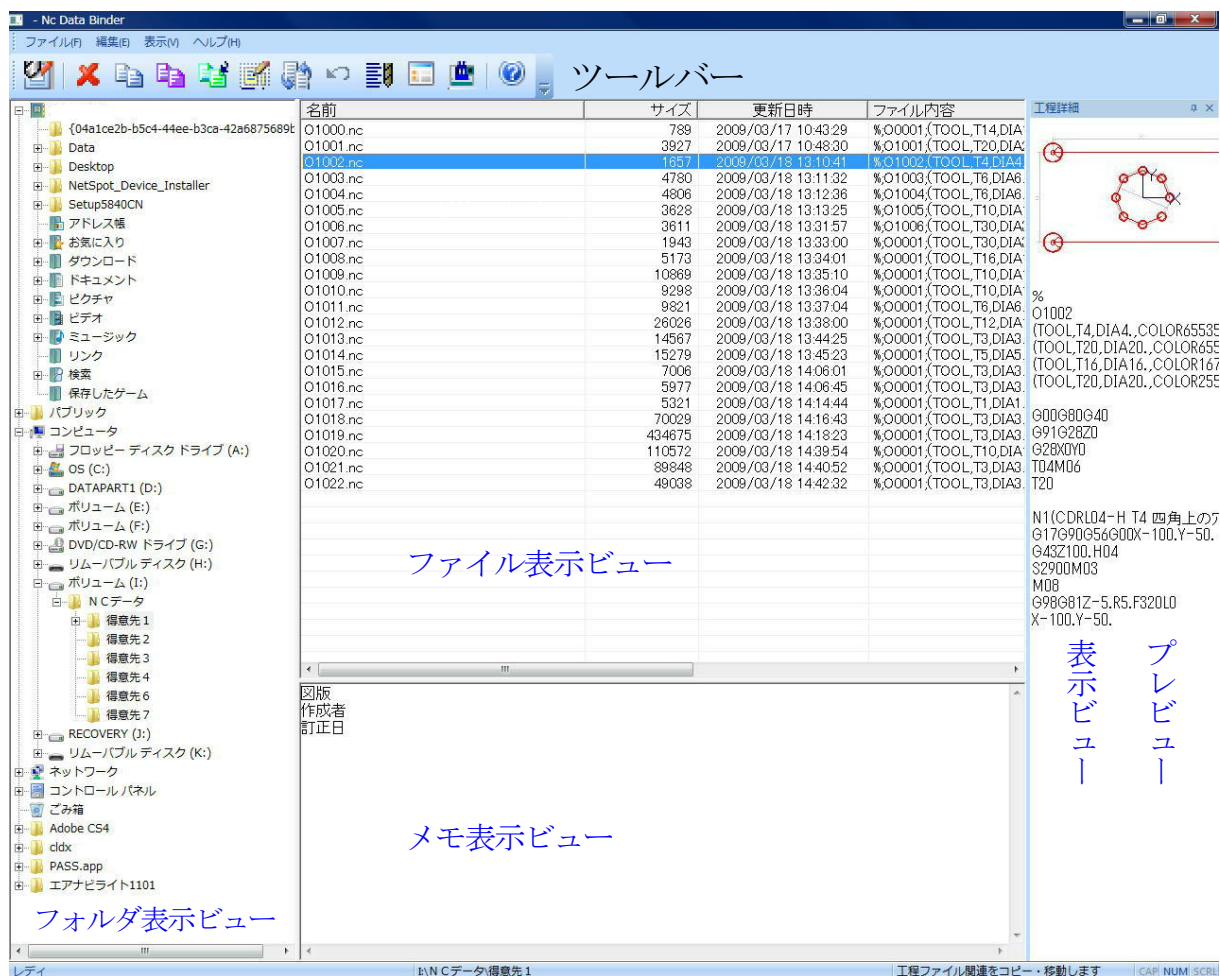 - Nc Data Binder
ファイル(F) 編集(E) 表示(V) ヘルプ(H)
ツールバー
{04a1ce2b-b5c4-44ee-b3ca-42a6875689b
Data
Desktop
NetSpot_Device_Installer
Setup5840CN
アドレス帳
お気に入り
ダウンロード
ドキュメント
ピクチャ
ビデオ
ミュージック
リンク
検索
保存したゲーム
パブリック
コンピュータ
フロッピー ディスク ドライブ (A:)
OS (C:)
DATAPART1 (D:)
ボリューム (E:)
ボリューム (F:)
DVD/CD-RW ドライブ (G:)
リムーバブル ディスク (H:)
ボリューム (I:)
ＮＣデータ
得意先１
得意先２
得意先３
得意先４
得意先６
得意先７
RECOVERY (J:)
リムーバブル ディスク (K:)
ネットワーク
コントロール パネル
ごみ箱
Adobe CS4
cldx
PASS.app
エアナビライト1101
フォルダ表示ビュー
名前 サイズ 更新日時 ファイル内容
O1000.nc 789 2009/03/17 10:43:29 %;O0001;(TOOL,T14,DIA
O1001.nc 3927 2009/03/17 10:48:30 %;O1001;(TOOL,T20,DIA
O1002.nc 1657 2009/03/18 13:10:41 %;O1002;(TOOL,T4,DIA4
O1003.nc 4780 2009/03/18 13:11:32 %;O1003;(TOOL,T6,DIA6.
O1004.nc 4806 2009/03/18 13:12:36 %;O1004;(TOOL,T6,DIA6.
O1005.nc 3628 2009/03/18 13:13:25 %;O1005;(TOOL,T10,DIA
O1006.nc 3611 2009/03/18 13:31:57 %;O1006;(TOOL,T30,DIA
O1007.nc 1943 2009/03/18 13:33:00 %;O0001;(TOOL,T30,DIA
O1008.nc 5173 2009/03/18 13:34:01 %;O0001;(TOOL,T16,DIA
O1009.nc 10869 2009/03/18 13:35:10 %;O0001;(TOOL,T10,DIA
O1010.nc 9298 2009/03/18 13:36:04 %;O0001;(TOOL,T10,DIA
O1011.nc 9821 2009/03/18 13:37:04 %;O0001;(TOOL,T6,DIA6.
O1012.nc 26026 2009/03/18 13:38:00 %;O0001;(TOOL,T12,DIA
O1013.nc 14567 2009/03/18 13:44:25 %;O0001;(TOOL,T3,DIA3.
O1014.nc 15279 2009/03/18 13:45:23 %;O0001;(TOOL,T5,DIA5.
O1015.nc 7006 2009/03/18 14:06:01 %;O0001;(TOOL,T3,DIA3.
O1016.nc 5977 2009/03/18 14:06:45 %;O0001;(TOOL,T3,DIA3.
O1017.nc 5321 2009/03/18 14:14:44 %;O0001;(TOOL,T1,DIA1.
O1018.nc 70029 2009/03/18 14:16:43 %;O0001;(TOOL,T3,DIA3.
O1019.nc 434675 2009/03/18 14:18:23 %;O0001;(TOOL,T3,DIA3.
O1020.nc 110572 2009/03/18 14:39:54 %;O0001;(TOOL,T10,DIA
O1021.nc 89848 2009/03/18 14:40:52 %;O0001;(TOOL,T3,DIA3.
O1022.nc 49038 2009/03/18 14:42:32 %;O0001;(TOOL,T3,DIA3.
ファイル表示ビュー
図版
作成者
訂正日
メモ表示ビュー
工程詳細
Y
X
%
O1002
(TOOL,T4,DIA4.,COLOR65535
(TOOL,T20,DIA20.,COLOR655
(TOOL,T16,DIA16.,COLOR167
(TOOL,T20,DIA20.,COLOR255
G00G80G40
G91G28Z0
G28X0Y0
T04M06
T20
N1(CDRL04-H T4 四角上の穴
G17G90G56G00X-100.Y-50.
G43Z100.H04
S2900M03
M08
G98G81Z-5.R5.F320L0
X-100.Y-50.
プレビュー
表示ビュー
レディ I:\ＮＣデータ\得意先１ 工程ファイル関連をコピー・移動します CAP NUM SCRL